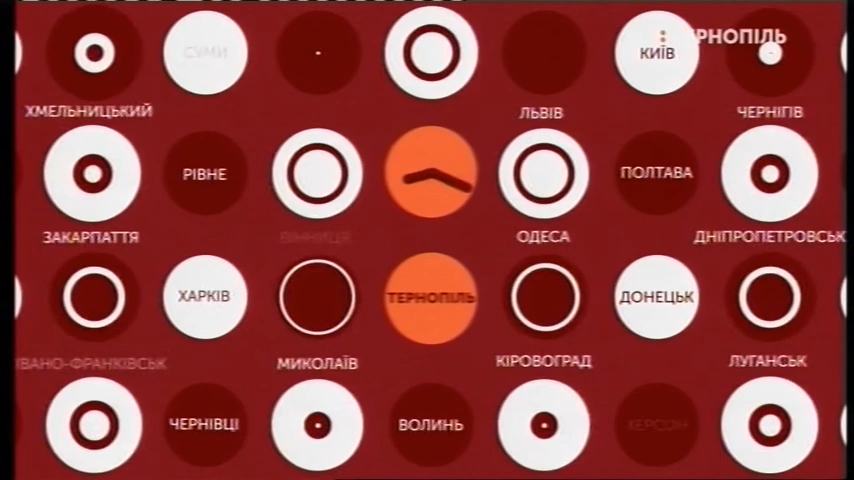 СУМИ
КИЇВ
ХМЕЛЬНИЦЬКИЙ
ЛЬВІВ
ЧЕРНІГІВ
РІВНЕ
ПОЛТАВА
ЗАКАРПАТТЯ
ВІННИЦЯ
ОДЕСА
ДНІПРОПЕТРОВСЬК
ХАРКІВ
ТЕРНОПІЛЬ
ДОНЕЦЬК
ІВАНО-ФРАНКІВСЬК
МИКОЛАЇВ
КІРОВОГРАД
ЛУГАНСЬК
ЧЕРНІВЦІ
ВОЛИНЬ
ХЕРСОН